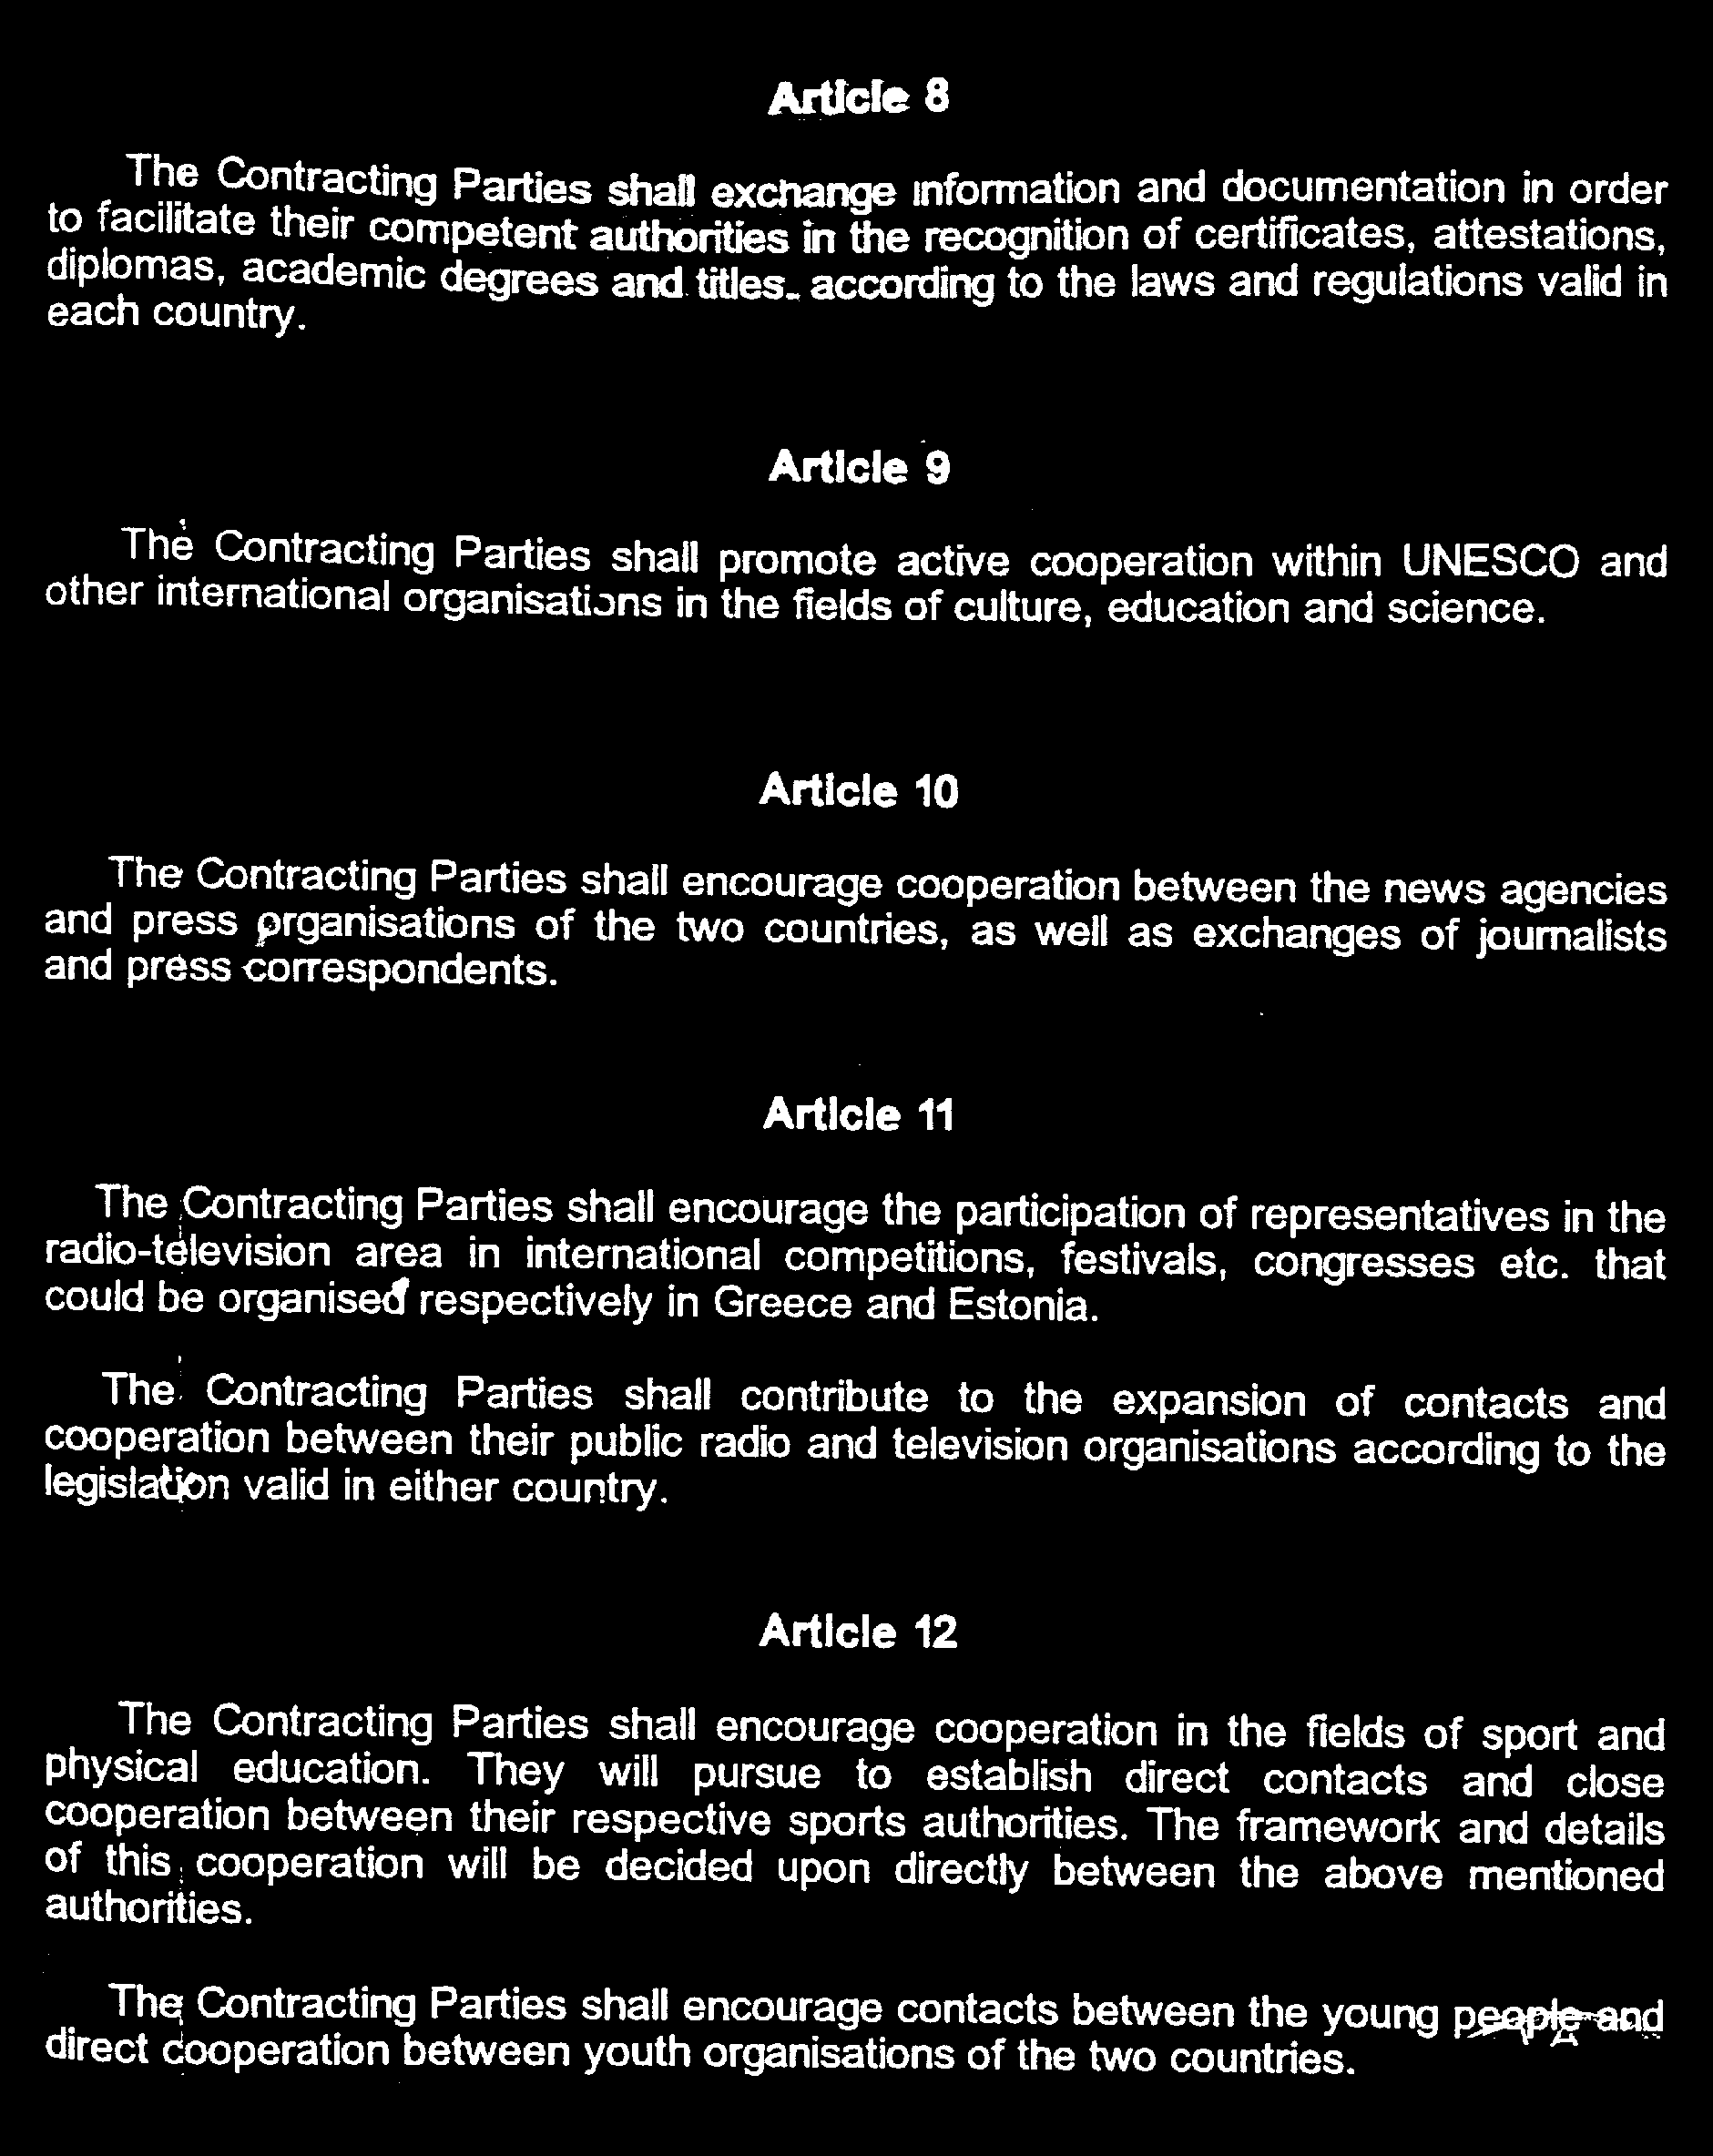 Article 8
The Contracting Parties shall exchange information and documentation in order
to facilitate their competent authorities in the recognition of certificates, attestations,
diplomas, academic degrees and titles, according to the laws and regulations valid in
each country.
Article 9
The Contracting Parties shall promote active cooperation within UNESCO and
other international organisations in the fields of culture, education and science.
Article 10
The Contracting Parties shall encourage cooperation between the news agencies
and press organisations of the two countries, as well as exchanges of journalists
and press correspondents.
Article 11
The Contracting Parties shall encourage the participation of representatives in the
radio-television area in international competitions, festivals, congresses etc. that
could be organised respectively in Greece and Estonia.
The Contracting Parties shall contribute to the expansion of contacts and
cooperation between their public radio and television organisations according to the
legislation valid in either country.
Article 12
The Contracting Parties shall encourage cooperation in the fields of sport and
physical education. They will pursue to establish direct contacts and close
cooperation between their respective sports authorities. The framework and details
of this cooperation will be decided upon directly between the above mentioned
authorities.
The Contracting Parties shall encourage contacts between the young people and
direct cooperation between youth organisations of the two countries.